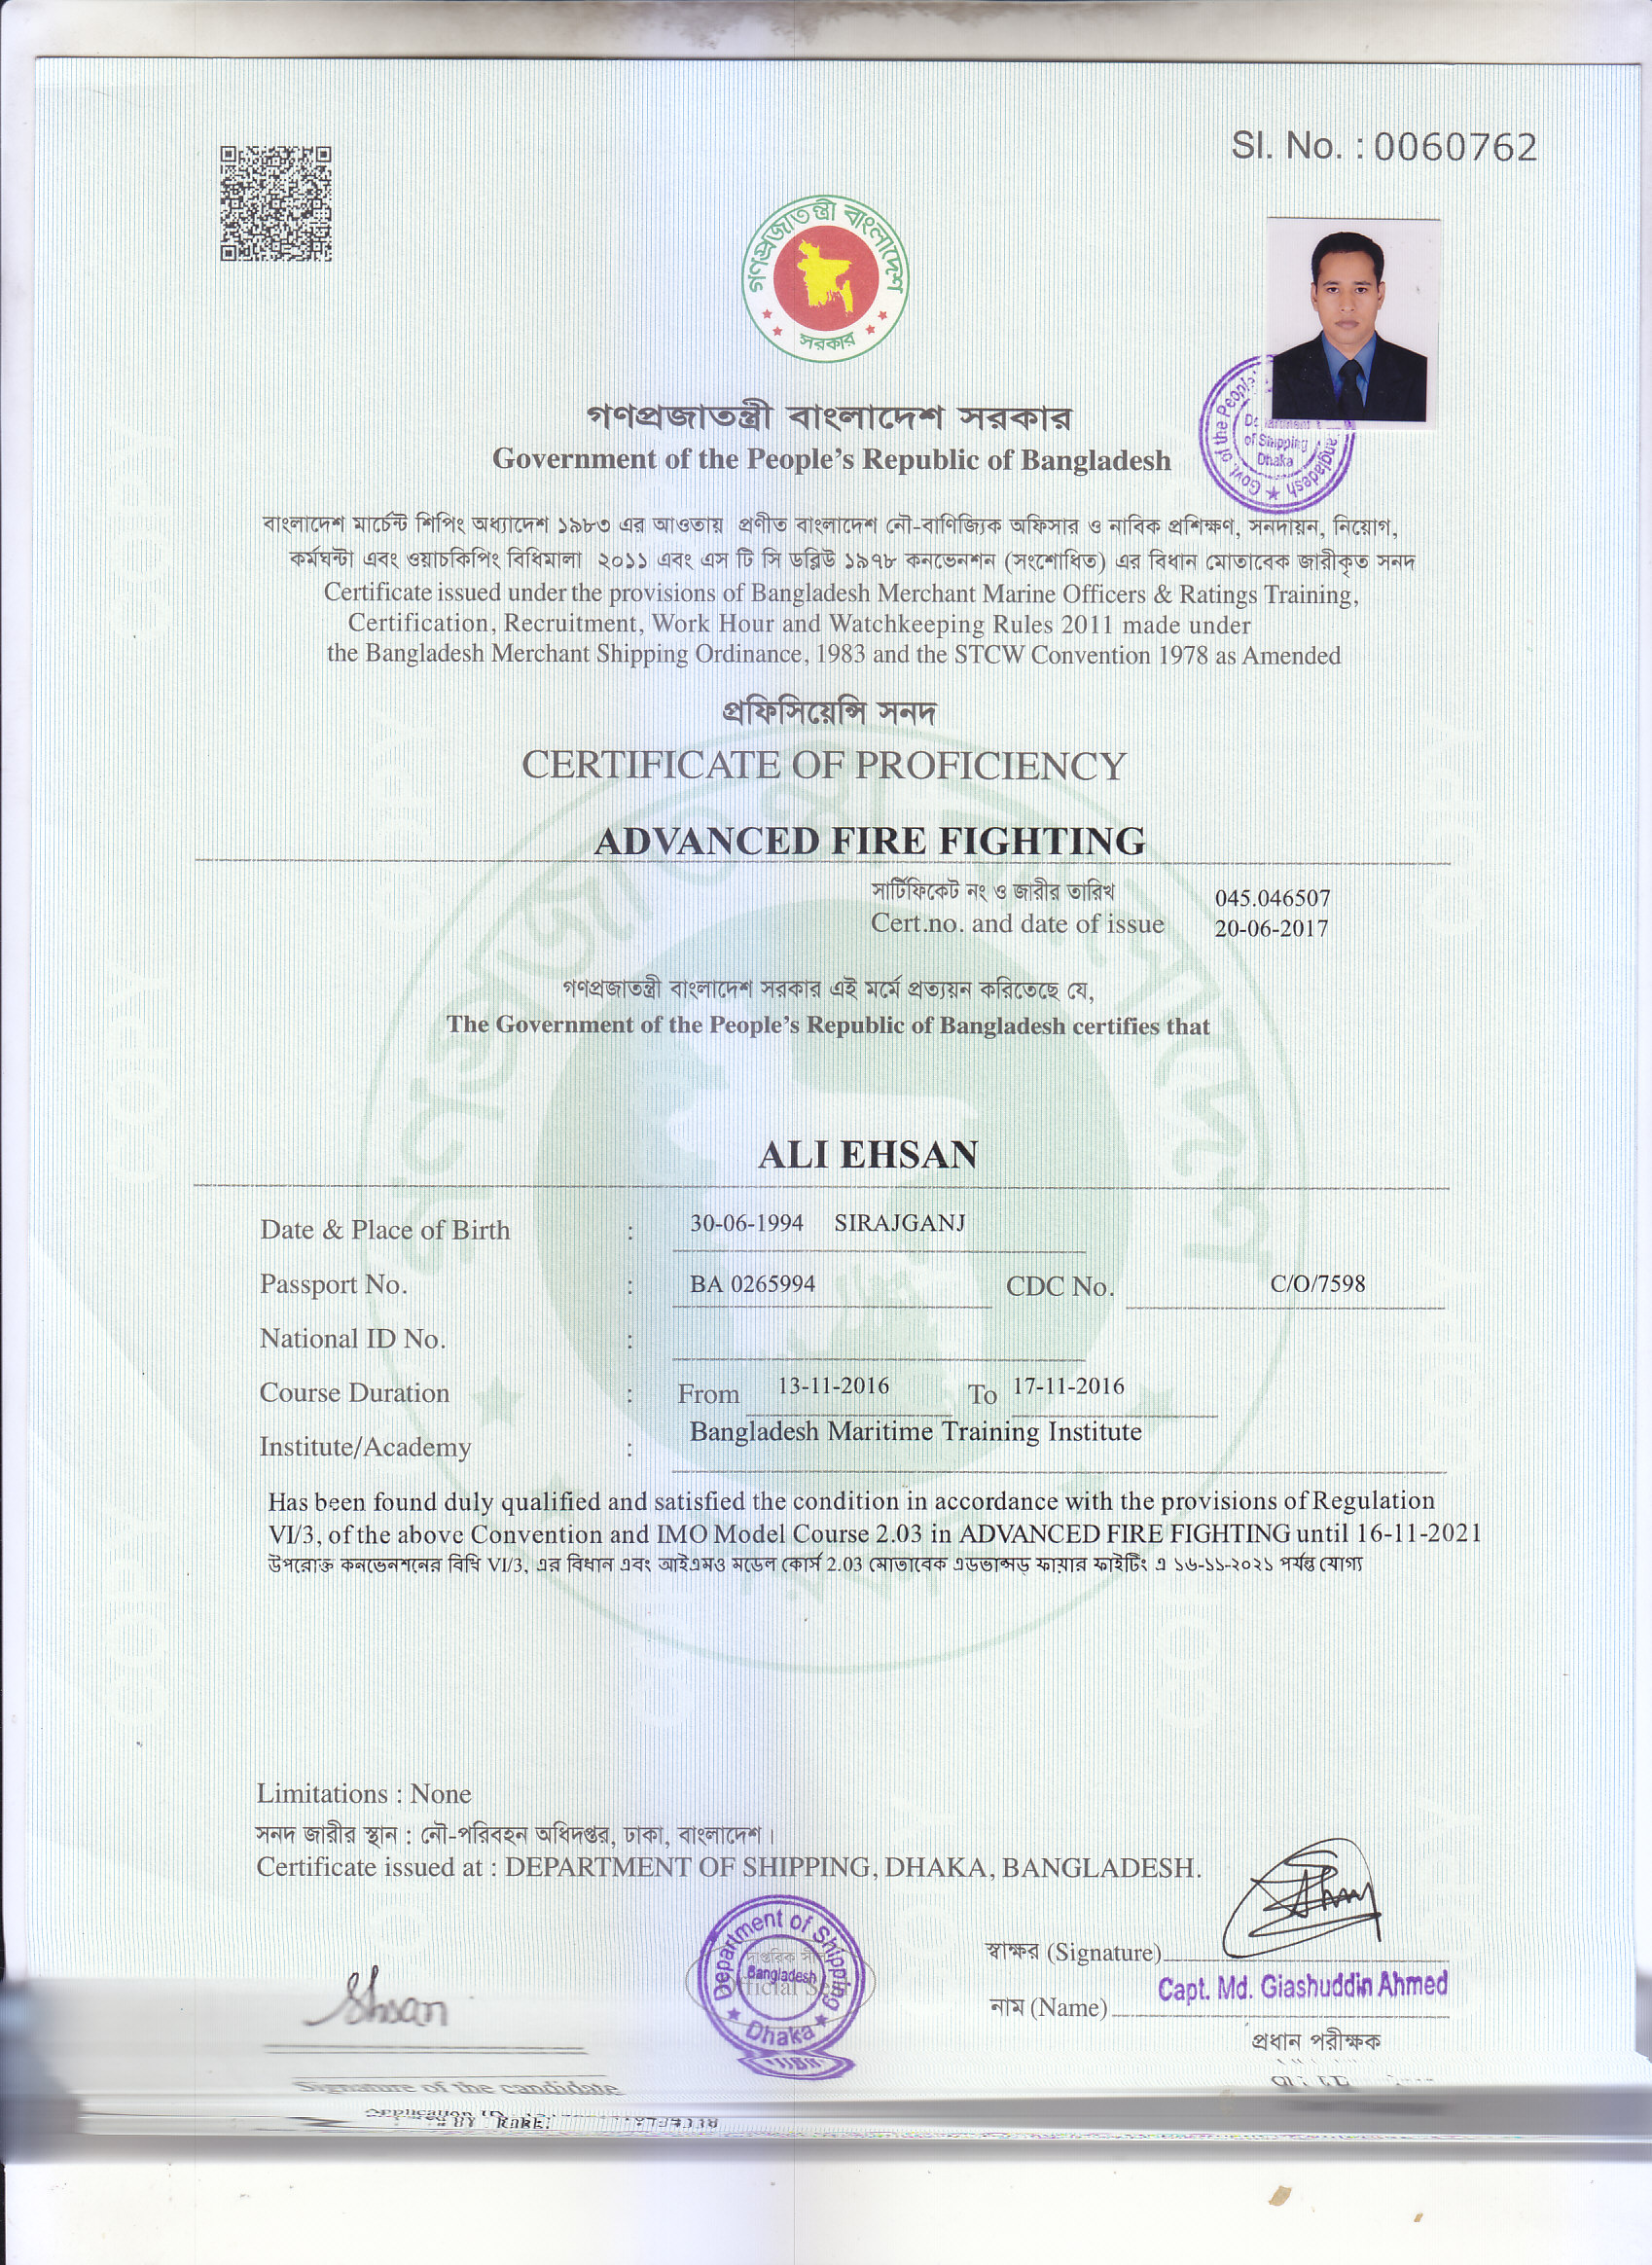 Sl. No. : 0060762
গণপ্রজাতন্ত্রী বাংলাদেশ
সরকার
গণপ্রজাতন্ত্রী বাংলাদেশ সরকার
Government of the People's Republic of Bangladesh
Govt. of the People's
Bangladesh
Department
of Shipping
Dhaka
বাংলাদেশ মার্চেন্ট শিপিং অধ্যাদেশ ১৯৮৩ এর আওতায় প্রণীত বাংলাদেশ নৌ-বাণিজ্যিক অফিসার ও নাবিক প্রশিক্ষণ, সনদায়ন, নিয়োগ,
কর্মঘন্টা এবং ওয়াচকিপিং বিধিমালা ২০১১ এবং এস টি সি ডব্লিউ ১৯৭৮ কনভেনশন (সংশোধিত) এর বিধান মোতাবেক জারীকৃত সনদ
Certificate issued under the provisions of Bangladesh Merchant Marine Officers & Ratings Training,
Certification, Recruitment, Work Hour and Watchkeeping Rules 2011 made under
the Bangladesh Merchant Shipping Ordinance, 1983 and the STCW Convention 1978 as Amended
প্রফিসিয়েন্সি সনদ
CERTIFICATE OF PROFICIENCY
ADVANCED FIRE FIGHTING
সার্টিফিকেট নং ও জারীর তারিখ 045.046507
Cert.no. and date of issue 20-06-2017
গণপ্রজাতন্ত্রী বাংলাদেশ সরকার এই মর্মে প্রত্যয়ন করিতেছে যে,
The Government of the People's Republic of Bangladesh certifies that
ALI EHSAN
Date & Place of Birth : 30-06-1994 SIRAJGANJ
Passport No. : BA 0265994 CDC No. C/O/7598
National ID No. :
Course Duration : From 13-11-2016 To 17-11-2016
Institute/Academy : Bangladesh Maritime Training Institute
Has been found duly qualified and satisfied the condition in accordance with the provisions of Regulation
VI/3, of the above Convention and IMO Model Course 2.03 in ADVANCED FIRE FIGHTING until 16-11-2021
উপরোক্ত কনভেনশনের বিধি VI/3, এর বিধান এবং আইএমও মডেল কোর্স 2.03 মোতাবেক এডভান্সড ফায়ার ফাইটিং এ ১৬-১১-২০২১ পর্যন্ত যোগ্য
Limitations : None
সনদ জারীর স্থান : নৌ-পরিবহন অধিদপ্তর, ঢাকা, বাংলাদেশ।
Certificate issued at : DEPARTMENT OF SHIPPING, DHAKA, BANGLADESH.
Department of Shipping
Bangladesh
Official Seal
Dhaka
স্বাক্ষর (Signature)
Capt. Md. Giashuddin Ahmed
নাম (Name)
প্রধান পরীক্ষক
Ehsan
Signature of the candidate
Application ID